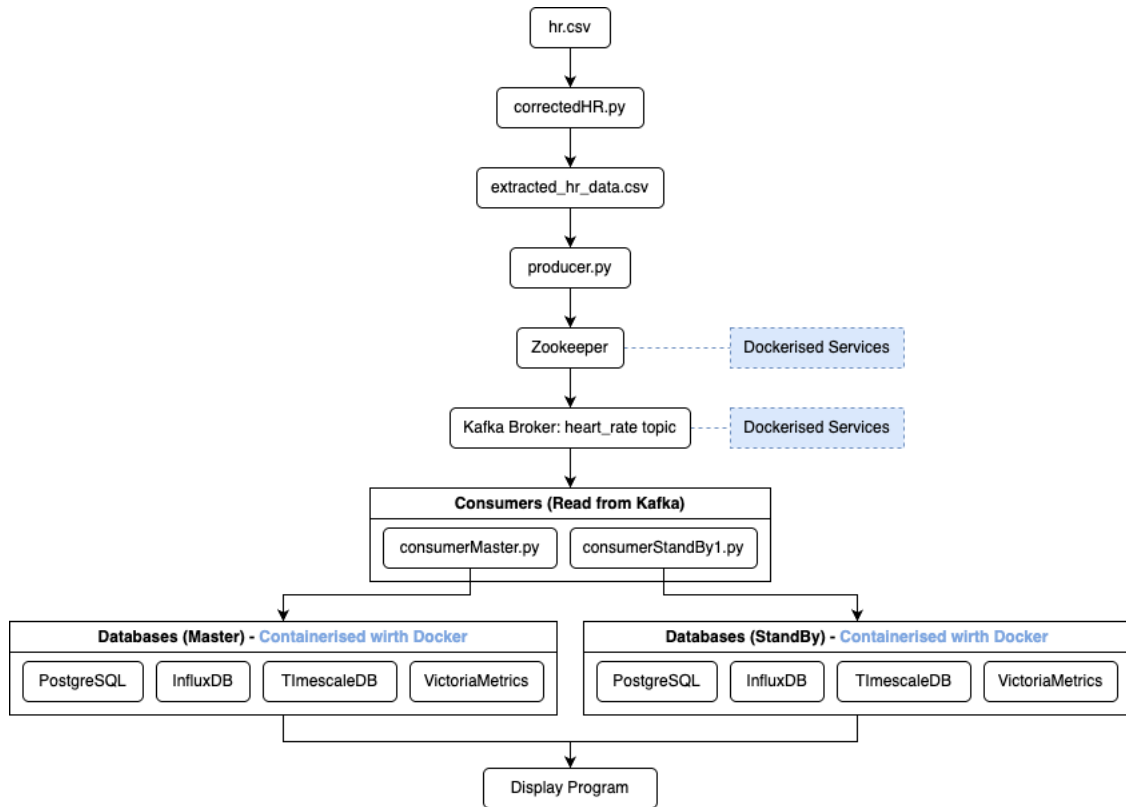 hr.csv
correctedHR.py
extracted_hr_data.csv
producer.py
Zookeeper
Dockerised Services
Kafka Broker: heart_rate topic
Dockerised Services
Consumers (Read from Kafka)
consumerMaster.py
consumerStandBy1.py
Databases (Master) - Containerised wirth Docker
PostgreSQL
InfluxDB
TImescaleDB
VictoriaMetrics
Databases (StandBy) - Containerised wirth Docker
PostgreSQL
InfluxDB
TImescaleDB
VictoriaMetrics
Display Program